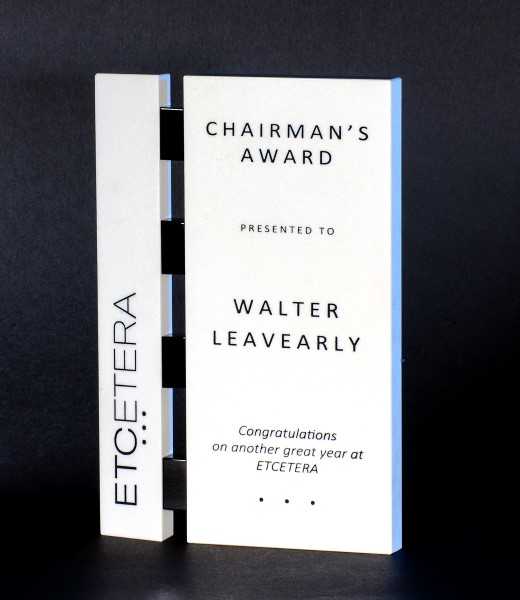 ETCETERA
...
CHAIRMAN'S
AWARD
PRESENTED TO
WALTER
LEAVEARLY
Congratulations
on another great year at
ETCETERA
. . .